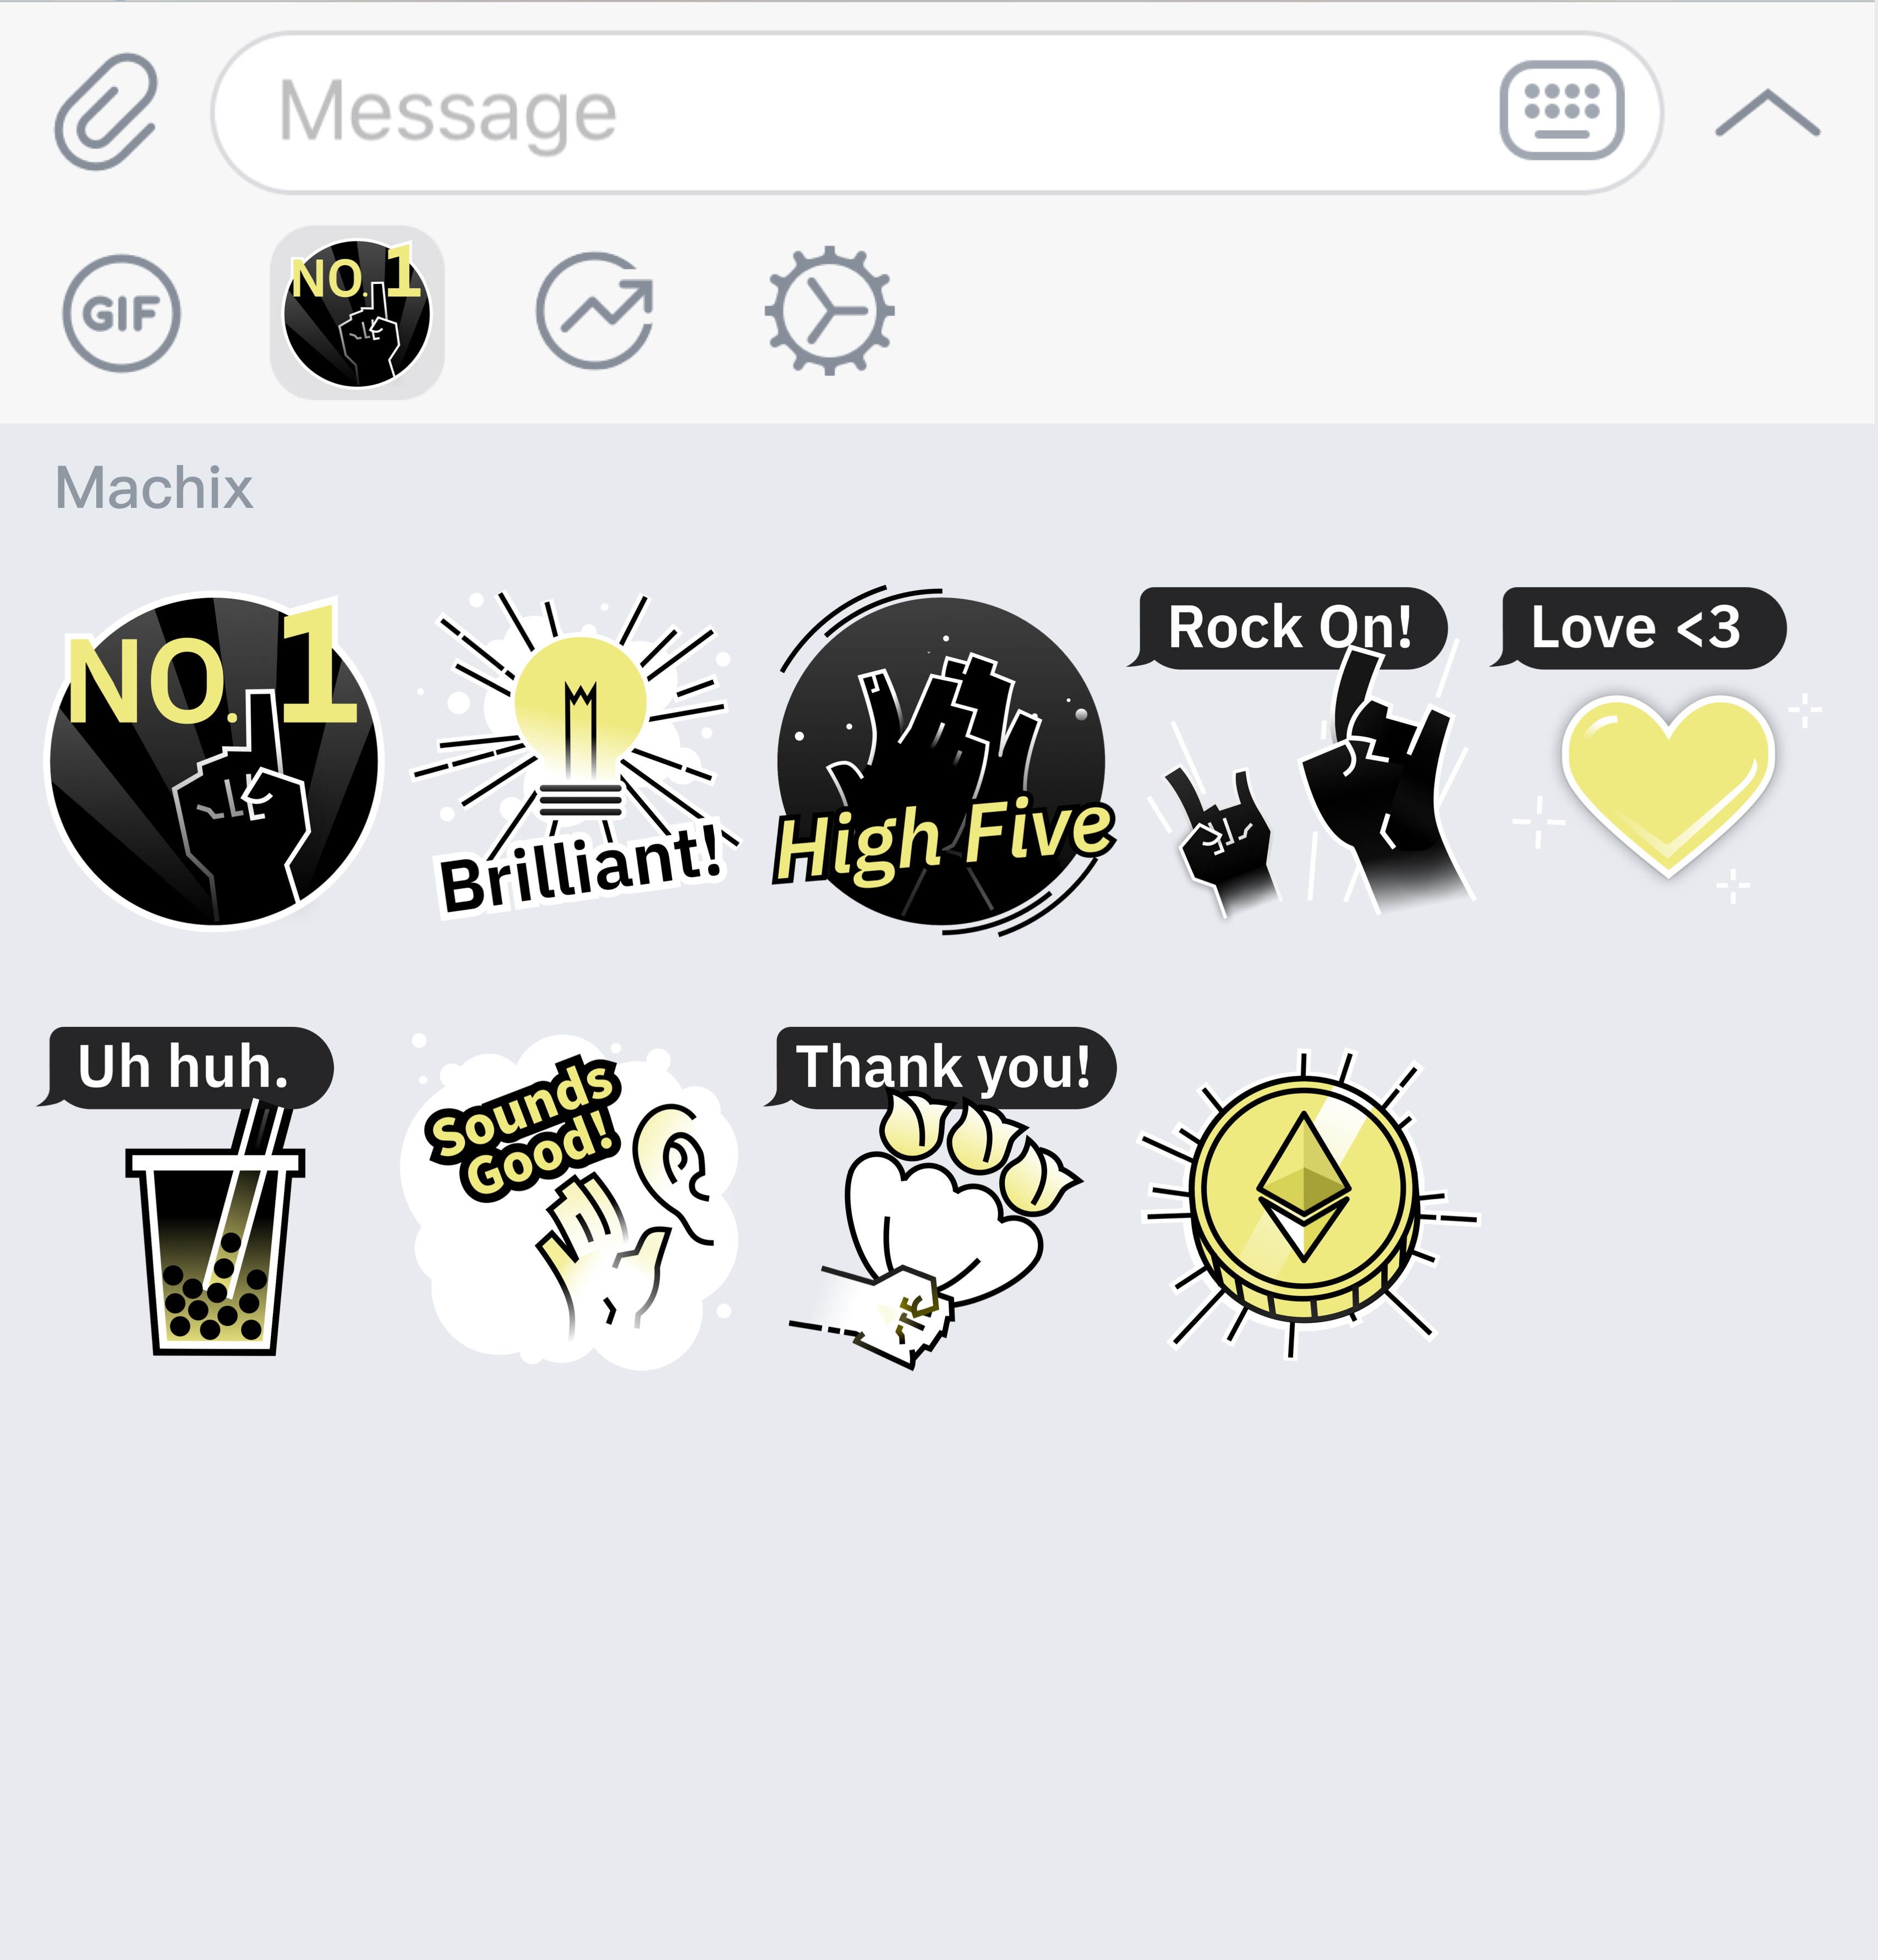 Message
GIF
NO. 1
Machix
NO. 1
Brilliant!
High Five
Rock On!
Love <3
Uh huh.
Sounds
Good!
Thank you!